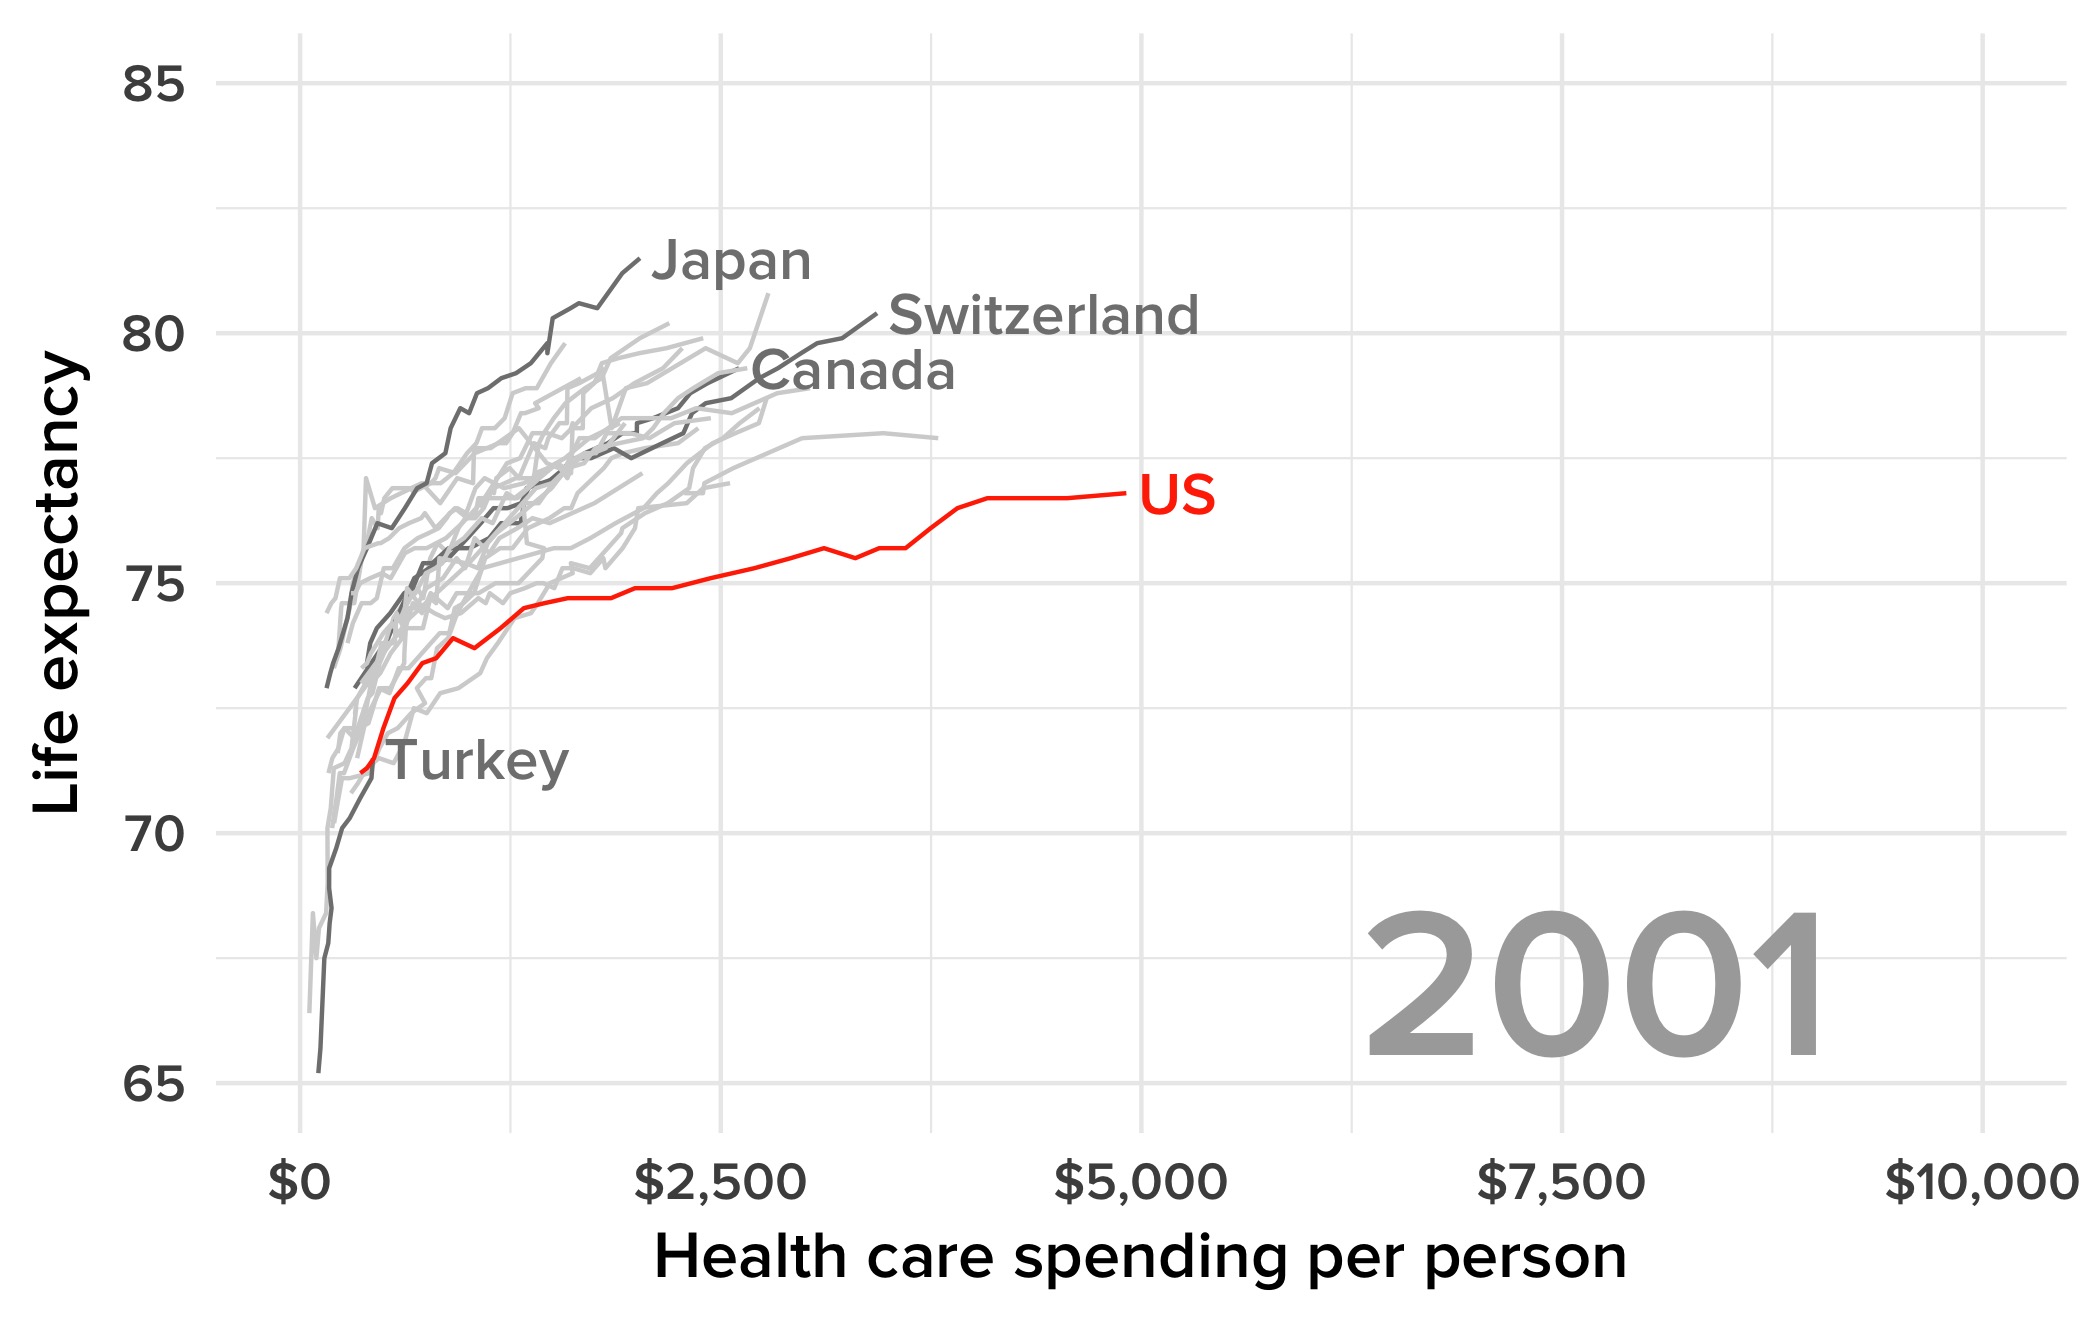 85
Japan
Switzerland
80
Canada
US
75
Turkey
70
2001
65
$0 $2,500 $5,000 $7,500 $10,000
Health care spending per person
Life expectancy